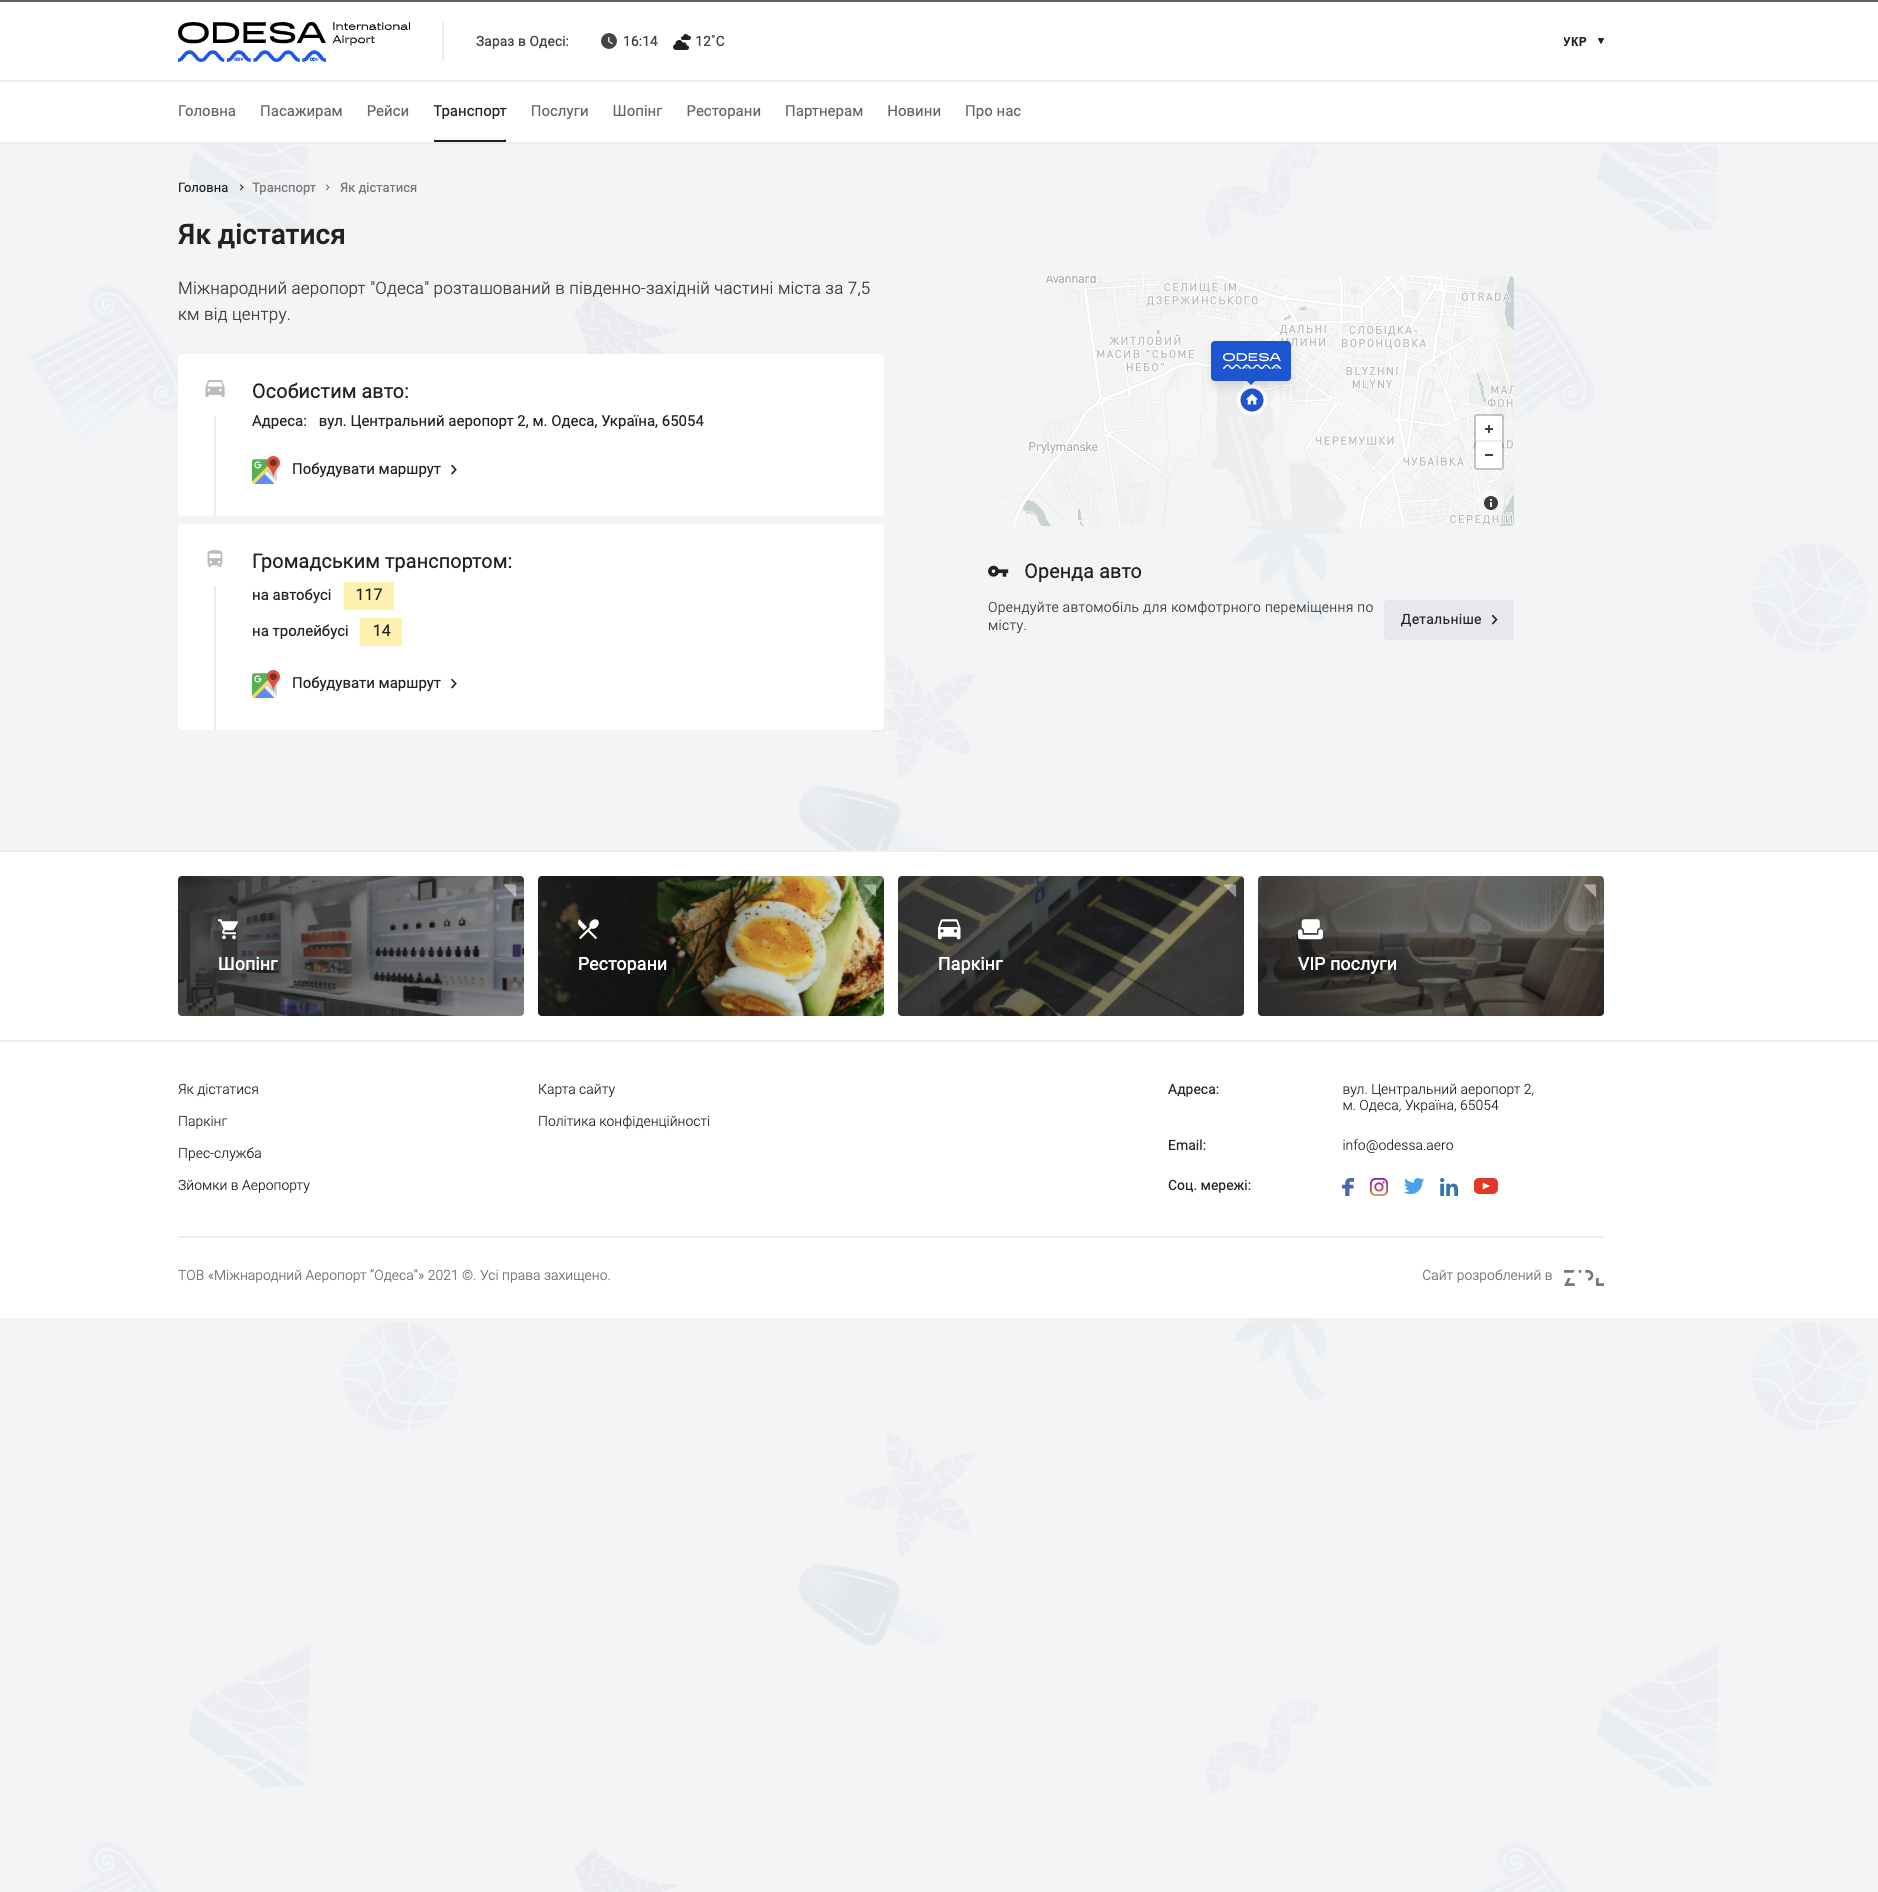 ODESA International
Airport
Зараз в Одесі: 16:14 12°C
УКР
Головна Пасажирам Рейси Транспорт Послуги Шопінг Ресторани Партнерам Новини Про нас
Головна > Транспорт > Як дістатися
Як дістатися
Міжнародний аеропорт "Одеса" розташований в південно-західній частині міста за 7,5
км від центру.
Особистим авто:
Адреса: вул. Центральний аеропорт 2, м. Одеса, Україна, 65054
Побудувати маршрут
Громадським транспортом:
на автобусі 117
на тролейбусі 14
Побудувати маршрут
Avanhard
СЕЛИЩЕ ІМ.
ДЗЕРЖИНСЬКОГО
OTRADA
ЖИТЛОВИЙ
МАСИВ "СЬОМЕ
НЕБО"
ДАЛЬНІ
СЛОБІДКА-
ВОРОНЦОВКА
ODESA
BLYZHNI
MLYNY
Prylymanske
ЧЕРЕМУШКИ
ЧУБАЇВКА
СЕРЕДНІЙ
+
−
Оренда авто
Орендуйте автомобіль для комфотрного переміщення по
місту.
Детальніше
Шопінг
Ресторани
Паркінг
VIP послуги
Як дістатися
Паркінг
Прес-служба
Зйомки в Аеропорту
Карта сайту
Політика конфіденційності
Адреса: вул. Центральний аеропорт 2,
м. Одеса, Україна, 65054
Email: info@odessa.aero
Соц. мережі:
ТОВ «Міжнародний Аеропорт “Одеса”» 2021 ©. Усі права захищено.
Сайт розроблений в